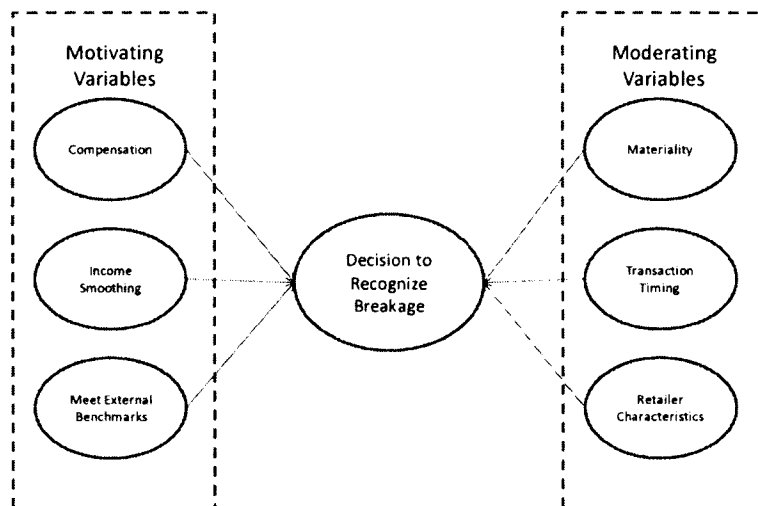 Motivating
Variables
Compensation
Income
Smoothing
Meet External
Benchmarks
Decision to
Recognize
Breakage
Moderating
Variables
Materiality
Transaction
Timing
Retailer
Characteristics